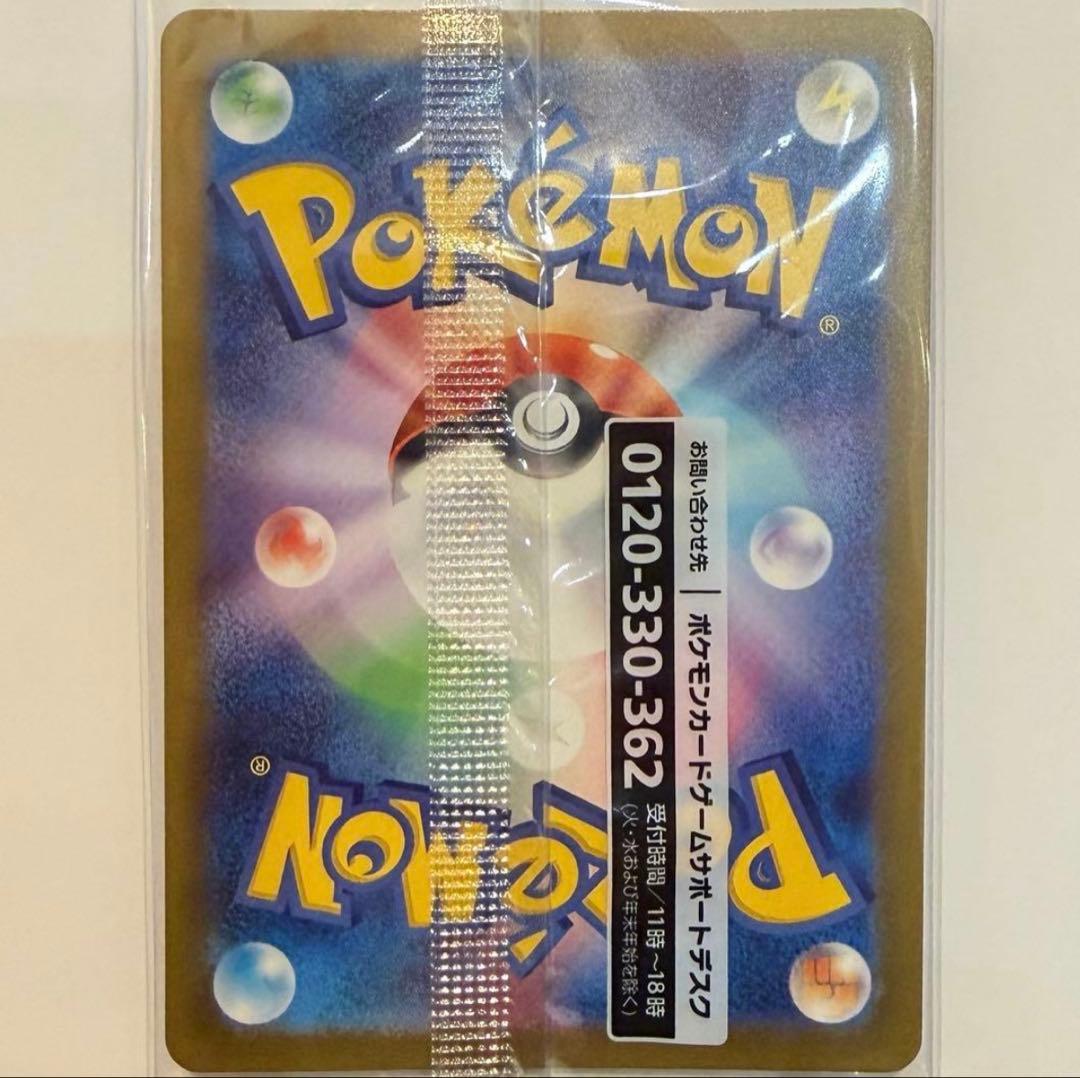 POKéMON
®
お問い合わせ先 | ポケモンカードゲームサポートデスク
0120-330-362 受付時間/11時~18時
(火・水および年末年始を除く)
®
POKéMON